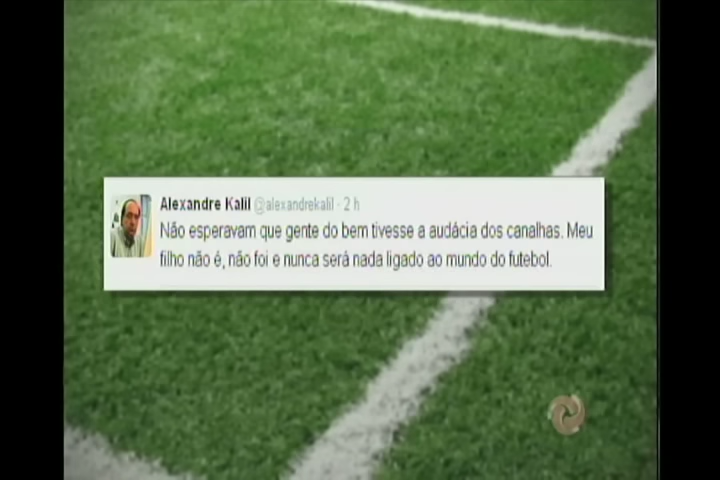 Alexandre Kalil @alexandrekalil · 2 h
Não esperavam que gente do bem tivesse a audácia dos canalhas. Meu
filho não é, não foi e nunca será nada ligado ao mundo do futebol.